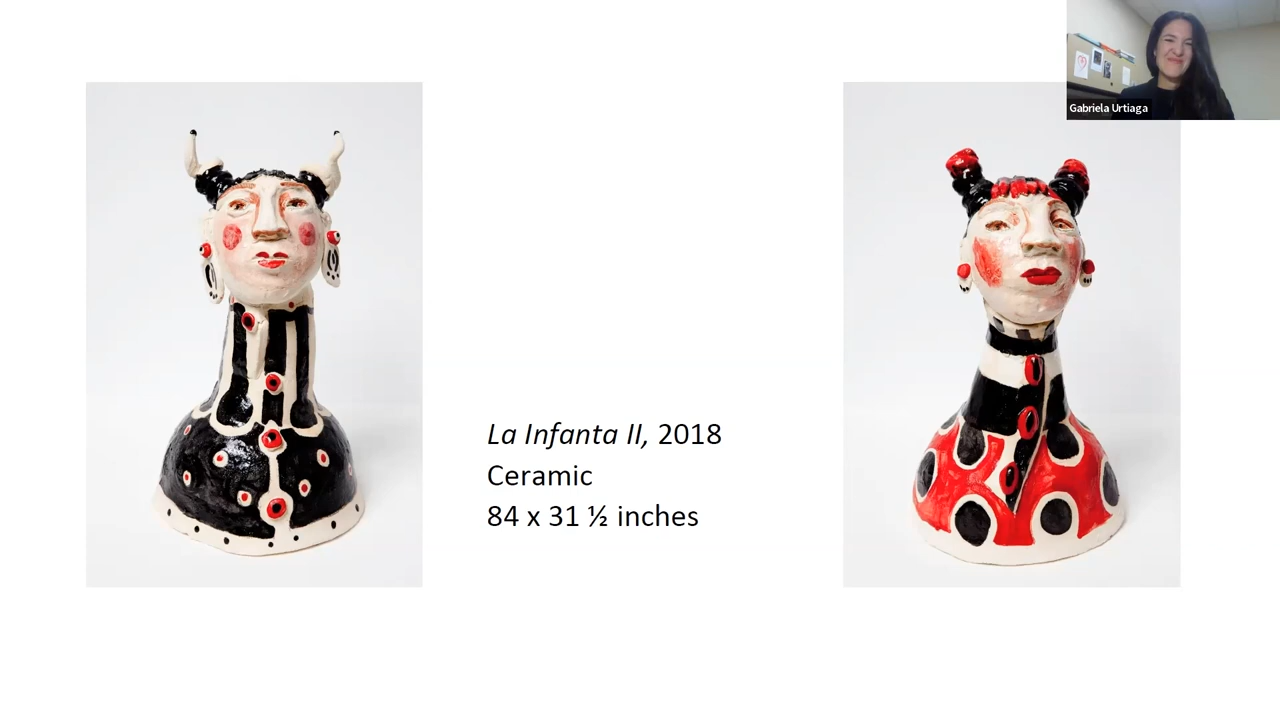 Gabriela Urtiaga
La Infanta II, 2018
Ceramic
84 x 31 ½ inches